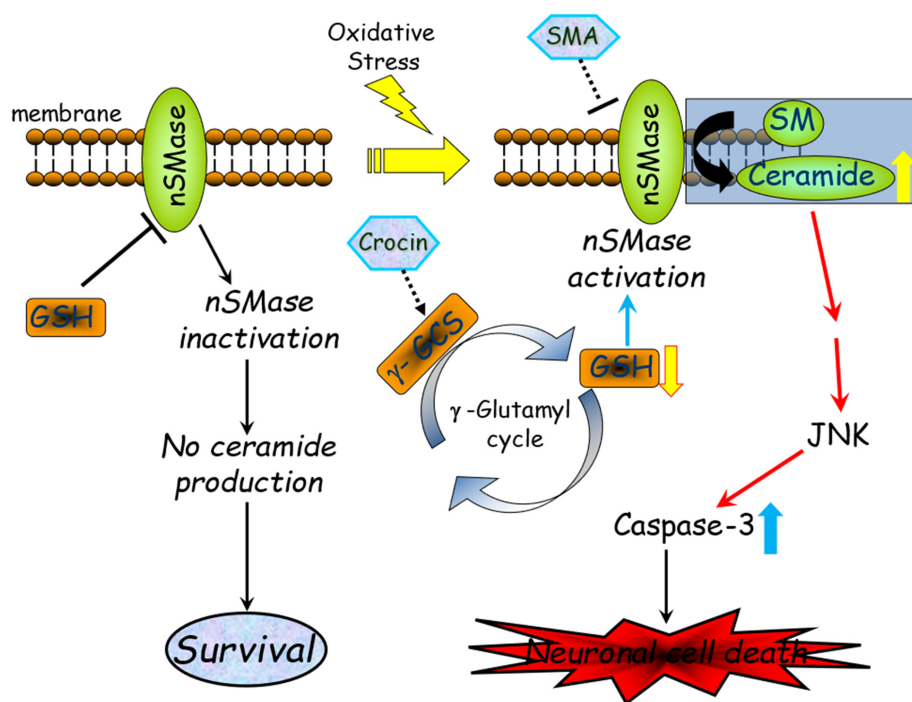 Oxidative
Stress
SMA
membrane
nSMase
nSMase
SM
Ceramide
GSH
nSMase
inactivation
Crocin
nSMase
activation
γ- GCS
GSH
γ-Glutamyl
cycle
No ceramide
production
JNK
Caspase-3
Survival
Neuronal cell death